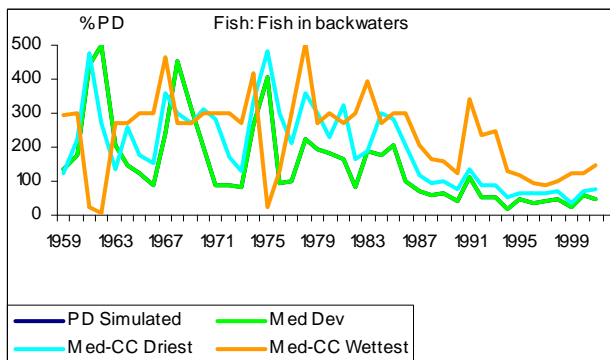 %PD Fish: Fish in backwaters
500
400
300
200
100
0
1959 1963 1967 1971 1975 1979 1983 1987 1991 1995 1999
PD Simulated Med Dev
Med-CC Driest Med-CC Wettest